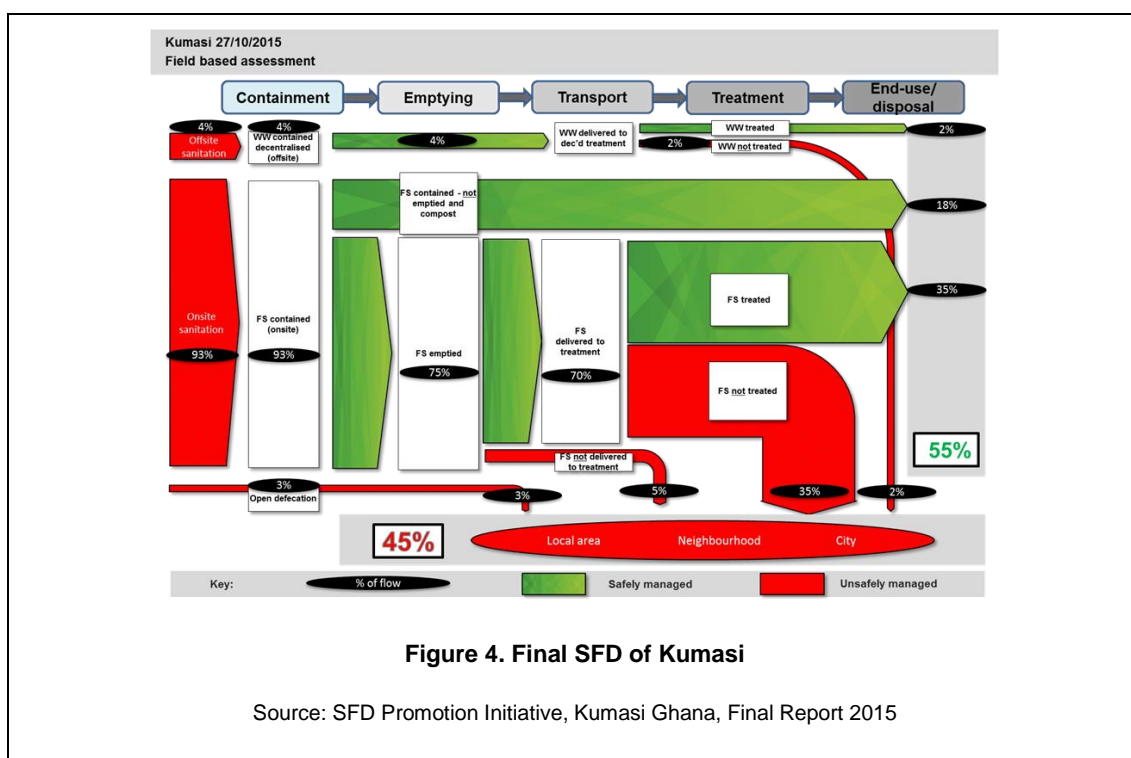 Kumasi 27/10/2015
Field based assessment
Containment
Emptying
Transport
Treatment
End-use/
disposal
4%
Offsite
sanitation
4%
WW contained
decentralised
(offsite)
4%
WW delivered to
dec'd treatment
WW treated
2%
WW not treated
2%
FS contained - not
emptied and
compost
18%
Onsite
sanitation
93%
FS contained
(onsite)
93%
FS emptied
75%
FS
delivered to
treatment
70%
FS treated
35%
FS not treated
55%
FS not delivered
to treatment
3%
Open defecation
3%
5%
35%
2%
45%
Local area
Neighbourhood
City
Key:
% of flow
Safely managed
Unsafely managed
Figure 4. Final SFD of Kumasi
Source: SFD Promotion Initiative, Kumasi Ghana, Final Report 2015